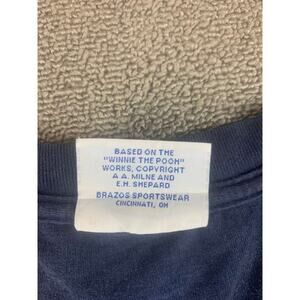 BASED ON THE
"WINNIE THE POOH"
WORKS, COPYRIGHT
A.A. MILNE AND
E.H. SHEPARD
BRAZOS SPORTSWEAR
CINCINNATI, OH